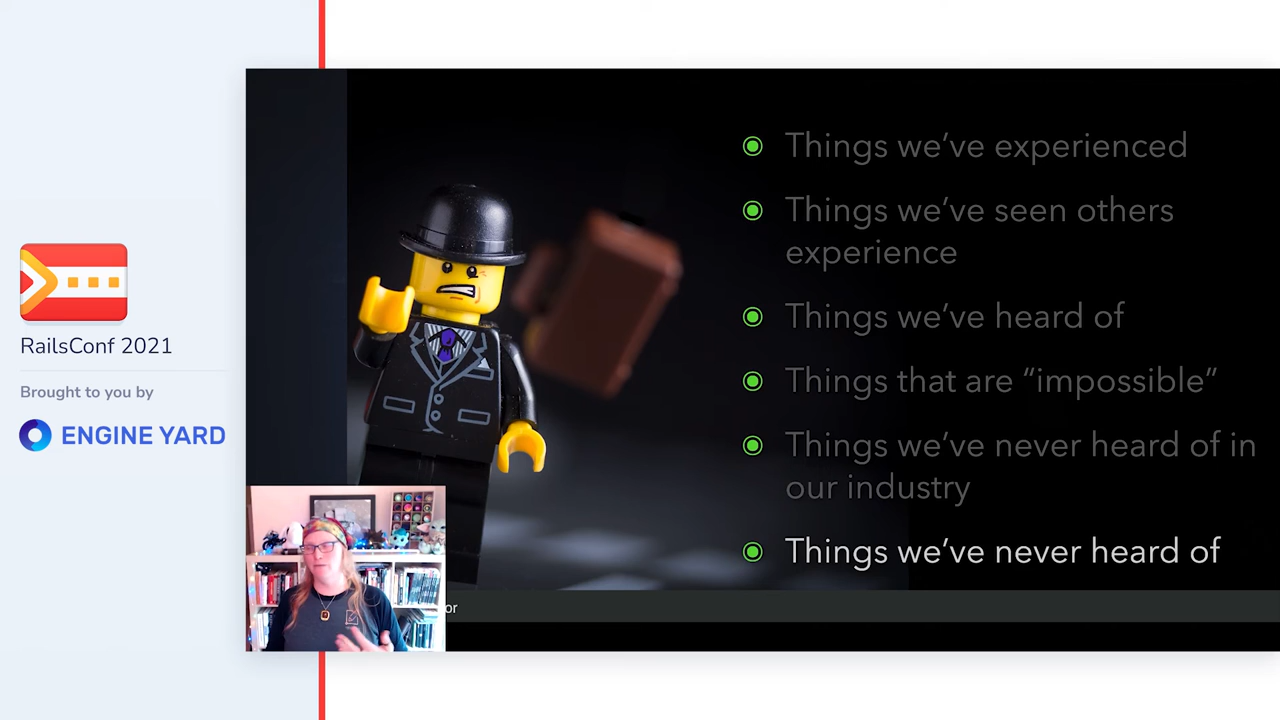 RailsConf 2021
Brought to you by
ENGINE YARD
Things we’ve experienced
Things we’ve seen others
experience
Things we’ve heard of
Things that are “impossible”
Things we’ve never heard of in
our industry
Things we’ve never heard of
or